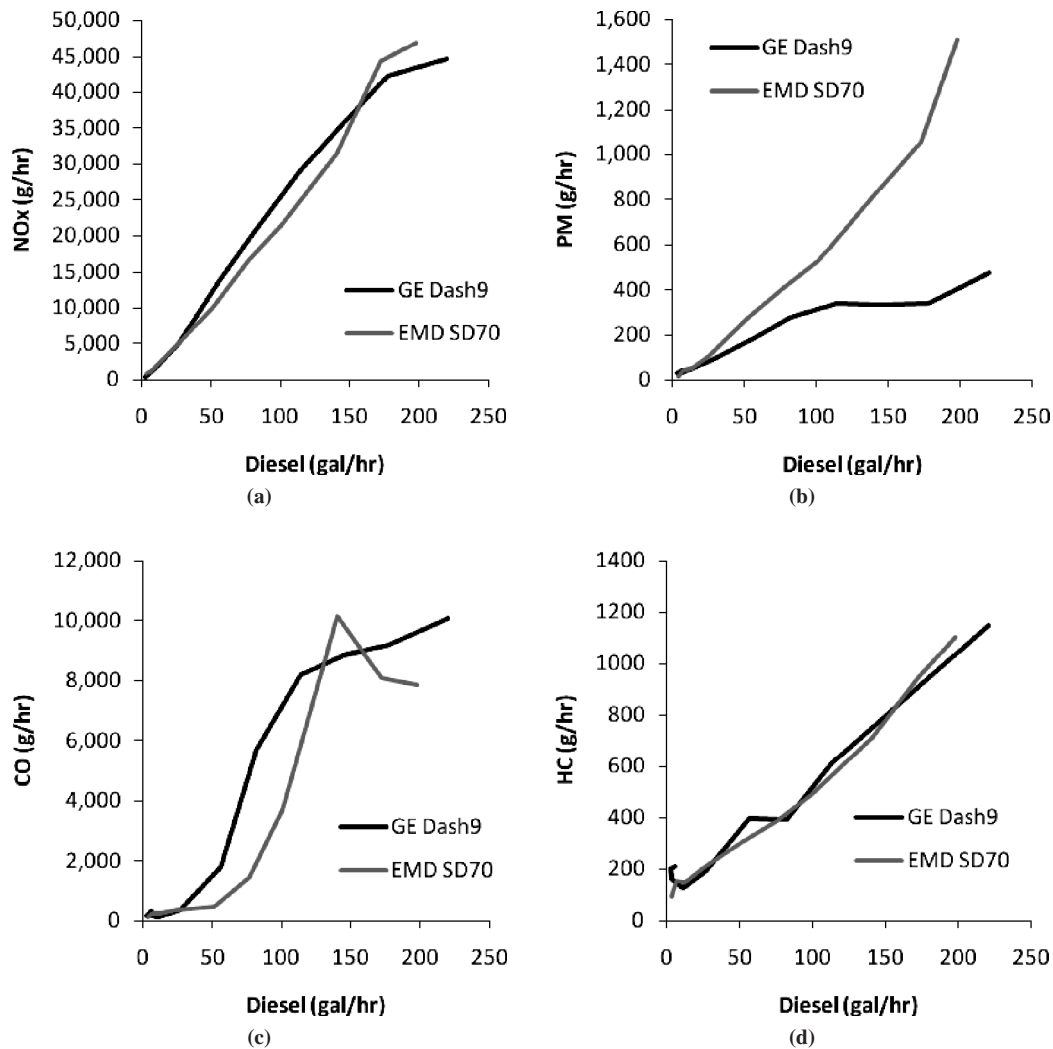 50,000
45,000
40,000
35,000
30,000
25,000
20,000
15,000
10,000
5,000
0
NOx (g/hr)
GE Dash9
EMD SD70
0 50 100 150 200 250
Diesel (gal/hr)
(a)
1,600
1,400
1,200
1,000
800
600
400
200
0
PM (g/hr)
GE Dash9
EMD SD70
0 50 100 150 200 250
Diesel (gal/hr)
(b)
12,000
10,000
8,000
6,000
4,000
2,000
0
CO (g/hr)
GE Dash9
EMD SD70
0 50 100 150 200 250
Diesel (gal/hr)
(c)
1400
1200
1000
800
600
400
200
0
HC (g/hr)
GE Dash9
EMD SD70
0 50 100 150 200 250
Diesel (gal/hr)
(d)